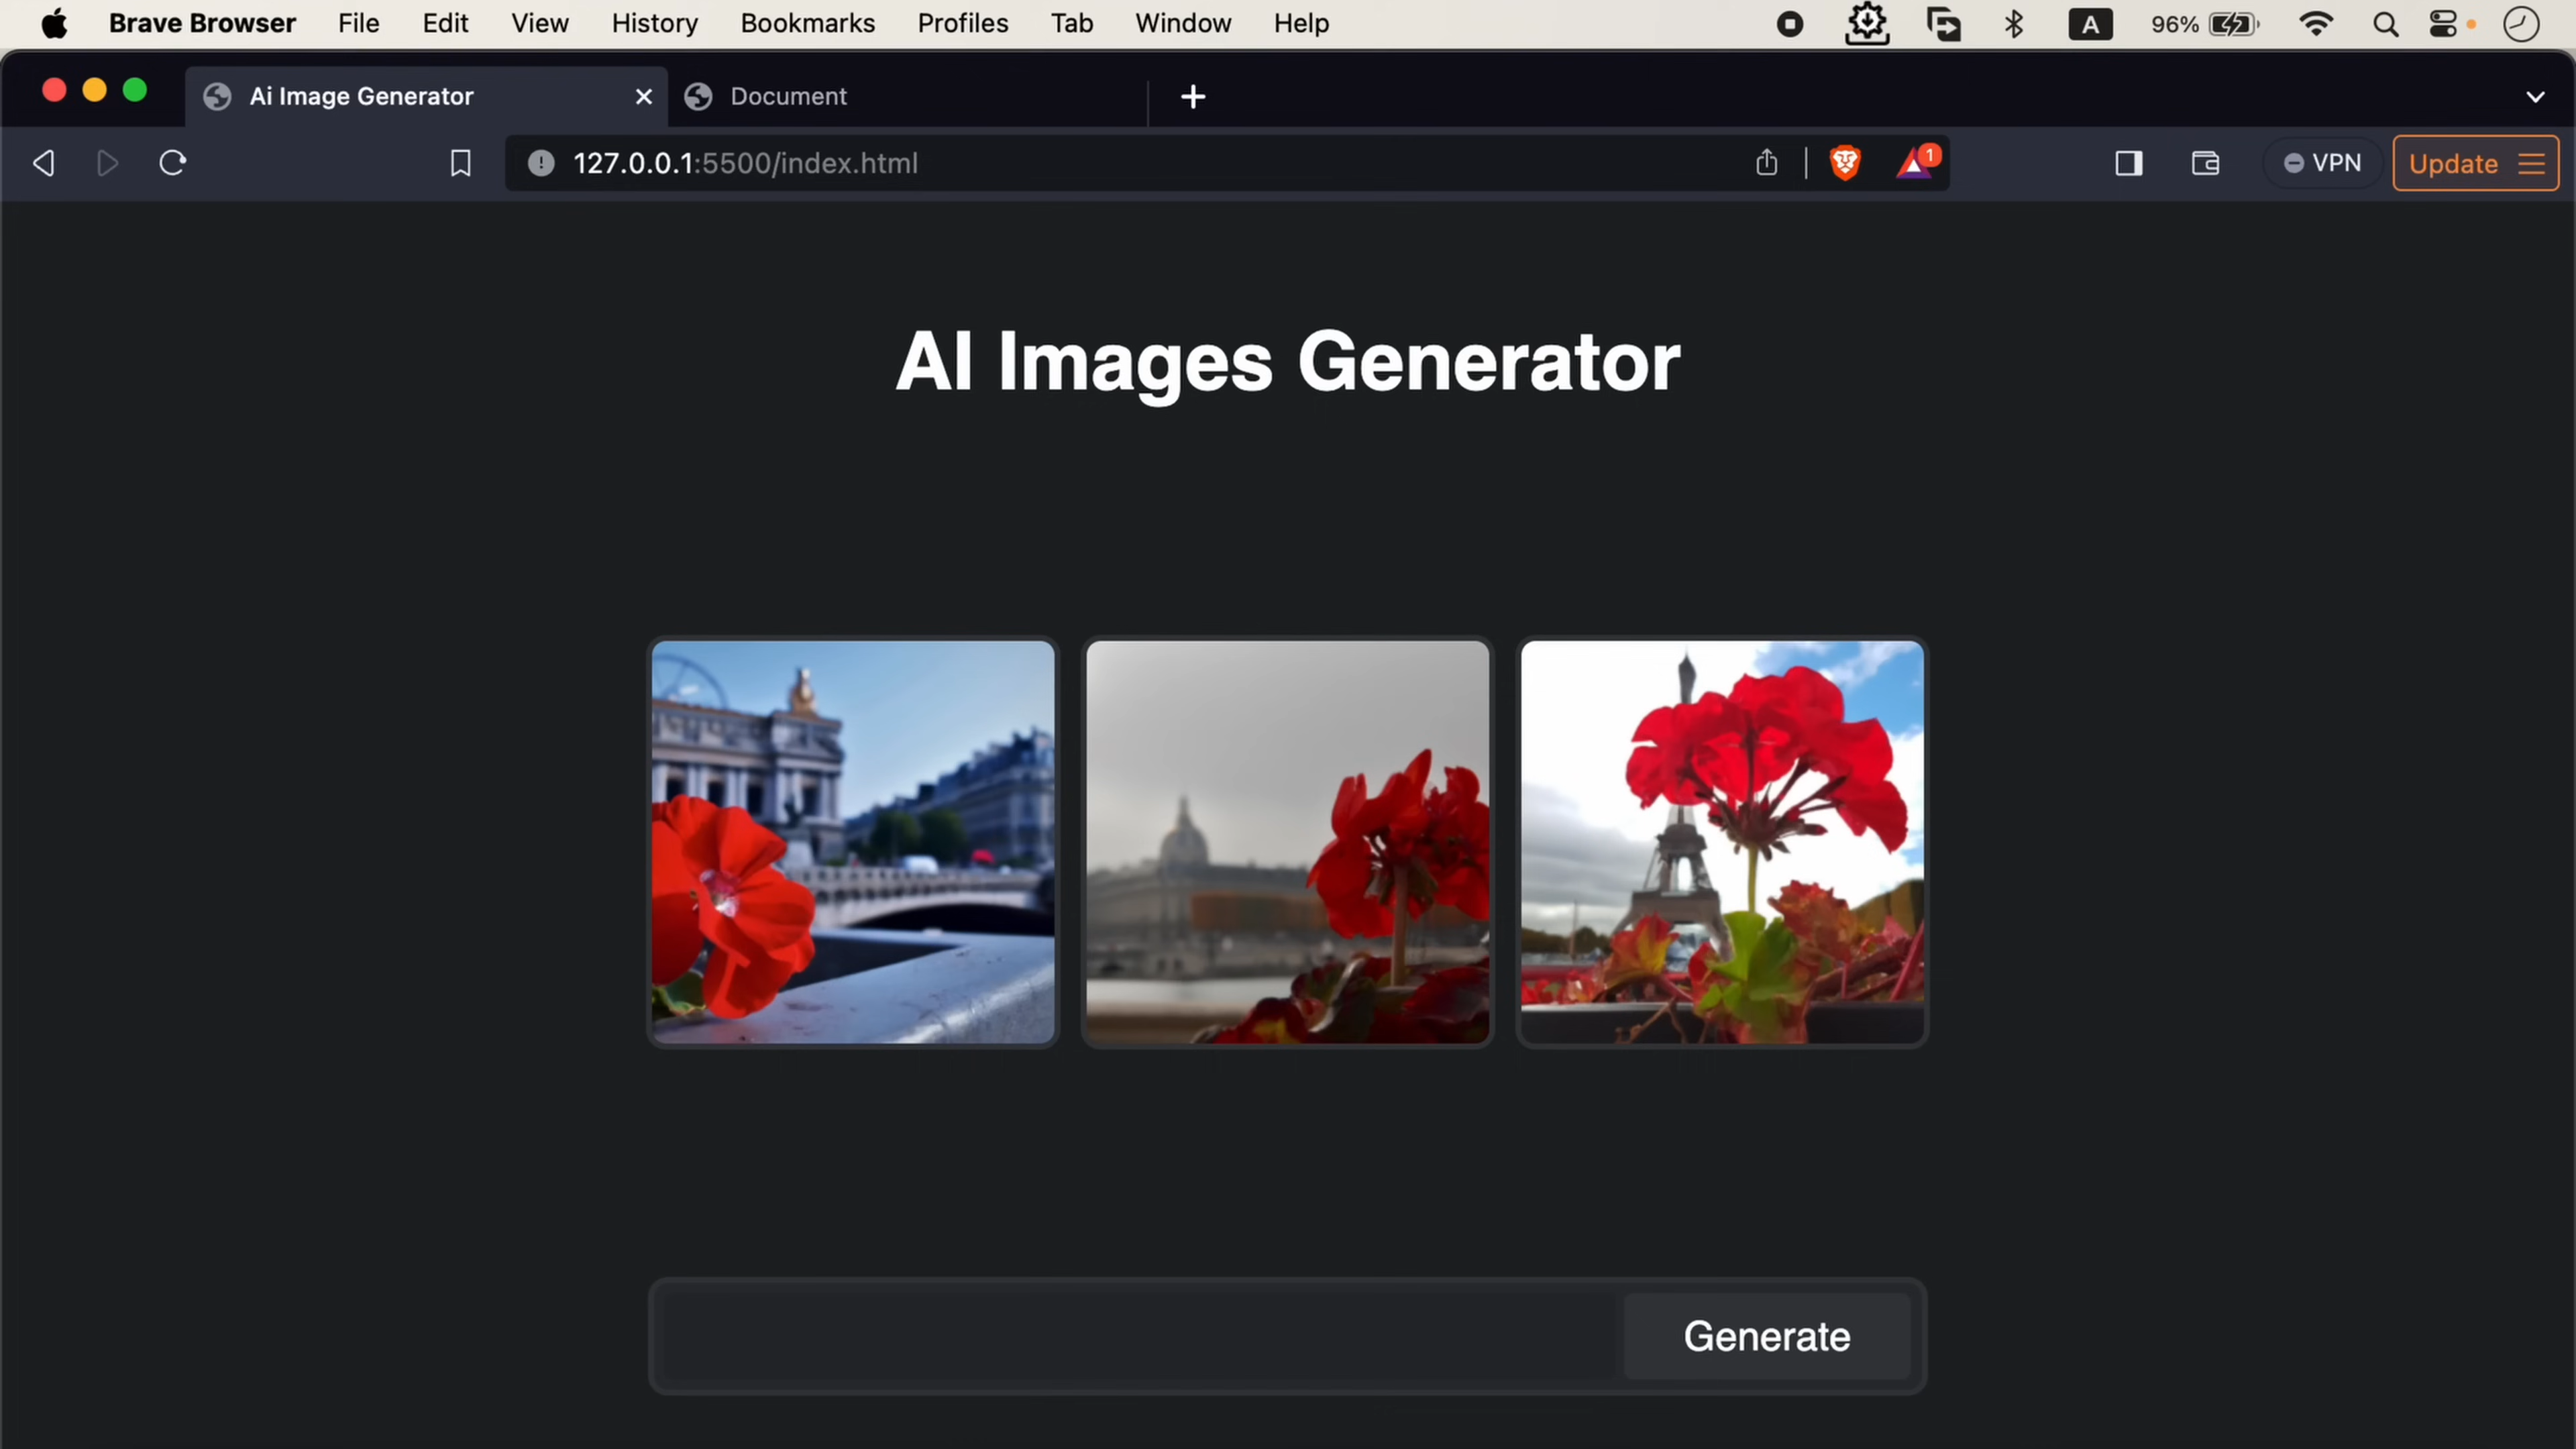 Brave Browser File Edit View History Bookmarks Profiles Tab Window Help A 96%
Ai Image Generator Document
127.0.0.1:5500/index.html 1 VPN Update
AI Images Generator
Generate